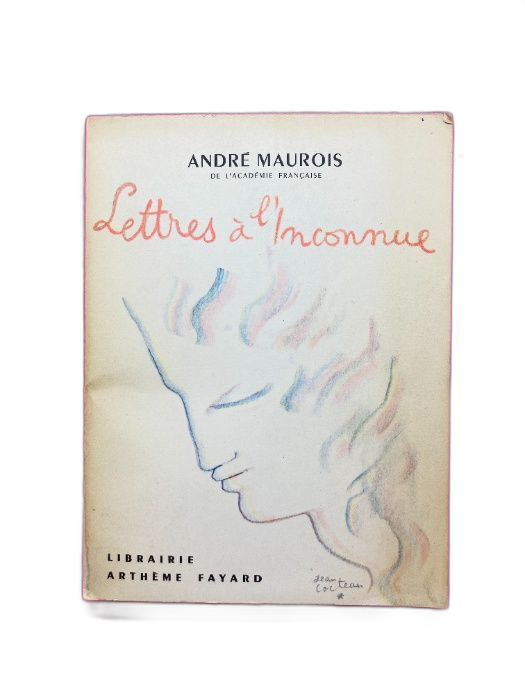 ANDRÉ MAUROIS
DE L'ACADÉMIE FRANÇAISE
Lettres à l'Inconnue
LIBRAIRIE
ARTHÈME FAYARD
Jean
Cocteau